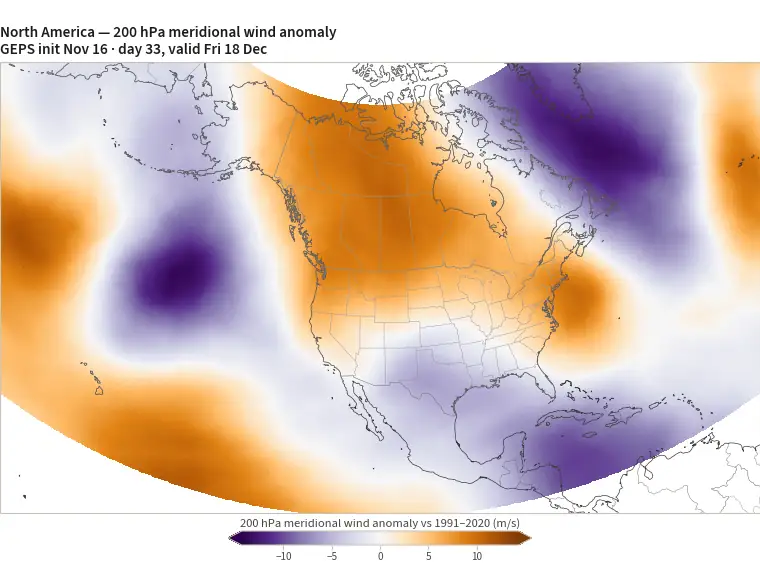 North America — 200 hPa meridional wind anomaly
GEPS init Nov 16 · day 33, valid Fri 18 Dec
200 hPa meridional wind anomaly vs 1991–2020 (m/s)
−10 −5 0 5 10